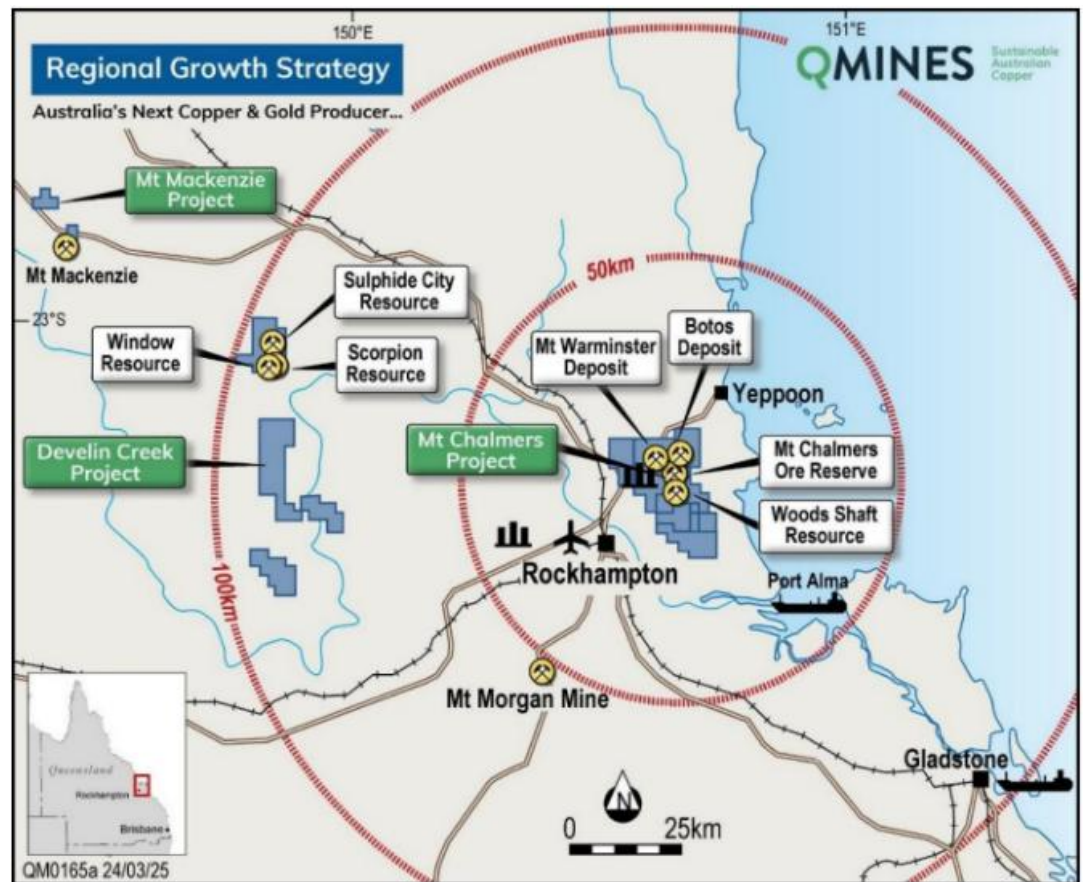 150°E
151°E
Regional Growth Strategy
Australia's Next Copper & Gold Producer...
QMINES
Sustainable
Australian
Copper
Mt Mackenzie
Project
Mt Mackenzie
50km
Sulphide City
Resource
23°S
Window
Resource
Scorpion
Resource
Mt Warminster
Deposit
Botos
Deposit
Yeppoon
Develin Creek
Project
Mt Chalmers
Project
Mt Chalmers
Ore Reserve
Woods Shaft
Resource
Rockhampton
Port Alma
100km
Mt Morgan Mine
Gladstone
Queensland
Rockhampton
Brisbane
N
0 25km
QM0165a 24/03/25